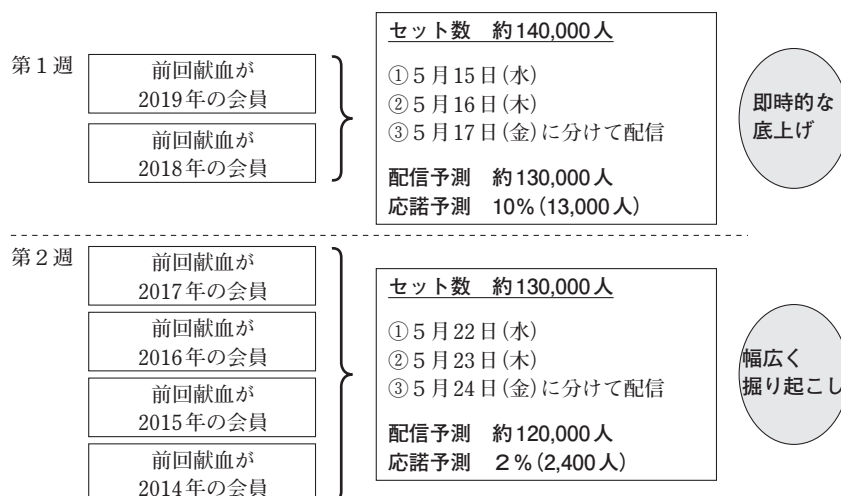 第1週
前回献血が
2019年の会員
前回献血が
2018年の会員
セット数　約140,000人
①5月15日(水)
②5月16日(木)
③5月17日(金)に分けて配信
配信予測　約130,000人
応諾予測　10%(13,000人)
即時的な
底上げ
第2週
前回献血が
2017年の会員
前回献血が
2016年の会員
前回献血が
2015年の会員
前回献血が
2014年の会員
セット数　約130,000人
①5月22日(水)
②5月23日(木)
③5月24日(金)に分けて配信
配信予測　約120,000人
応諾予測　2%(2,400人)
幅広く
掘り起こし